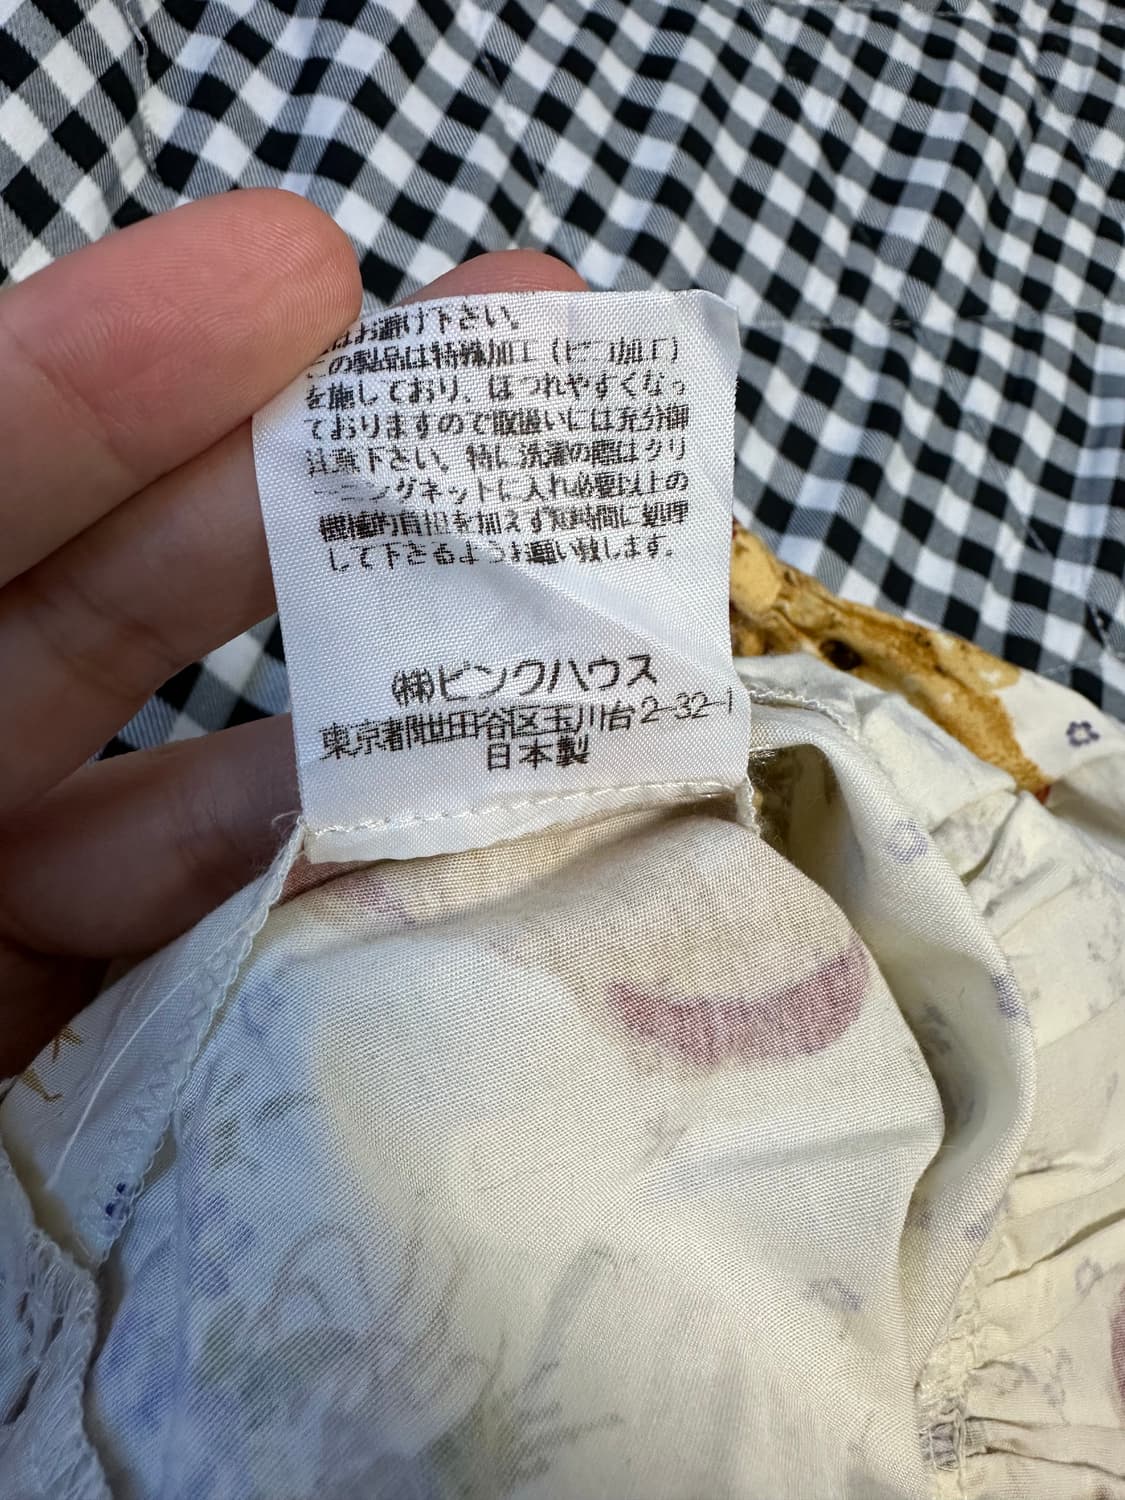 はお避け下さい。
この製品は特殊加工(ピコ加工)
を施しており、ほつれやすくなっ
ておりますので取扱いには充分御
注意下さい。特に洗濯の際はクリ
ーニングネットに入れ必要以上の
機械的負担を加えず短時間に処理
して下さるようお願い致します。
(株)ピンクハウス
東京都世田谷区玉川台2-32-1
日本製